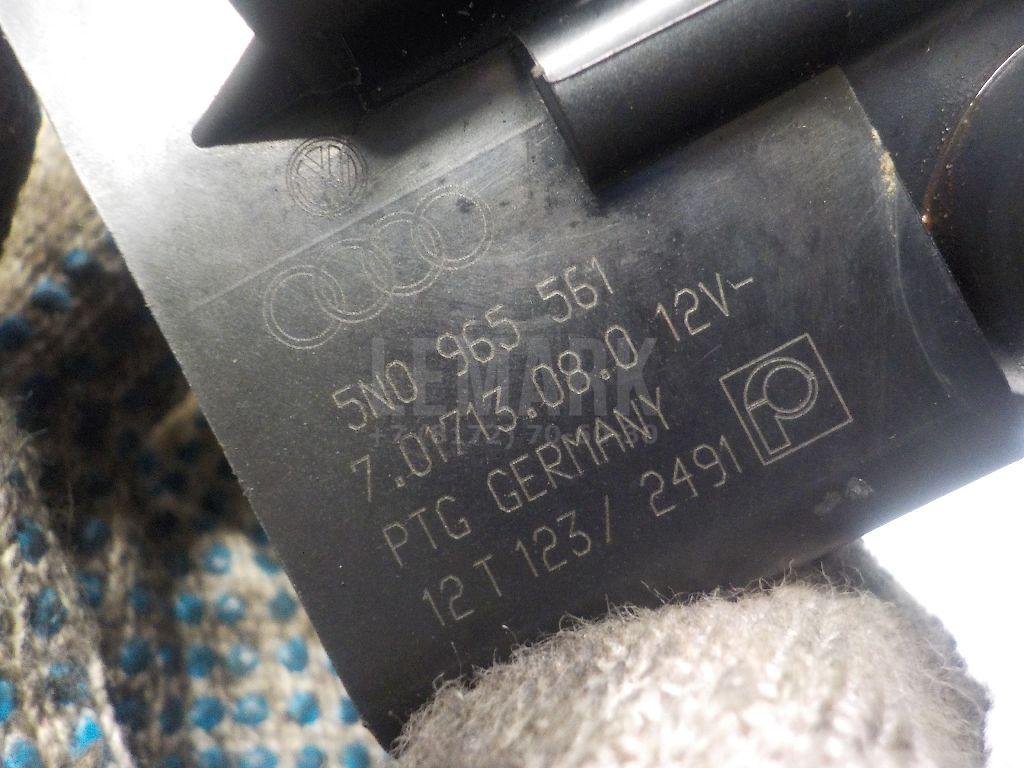 5N0 965 561
7.01713.08.0 12V-
PTG GERMANY
12 T 123/ 2491
LEMARK